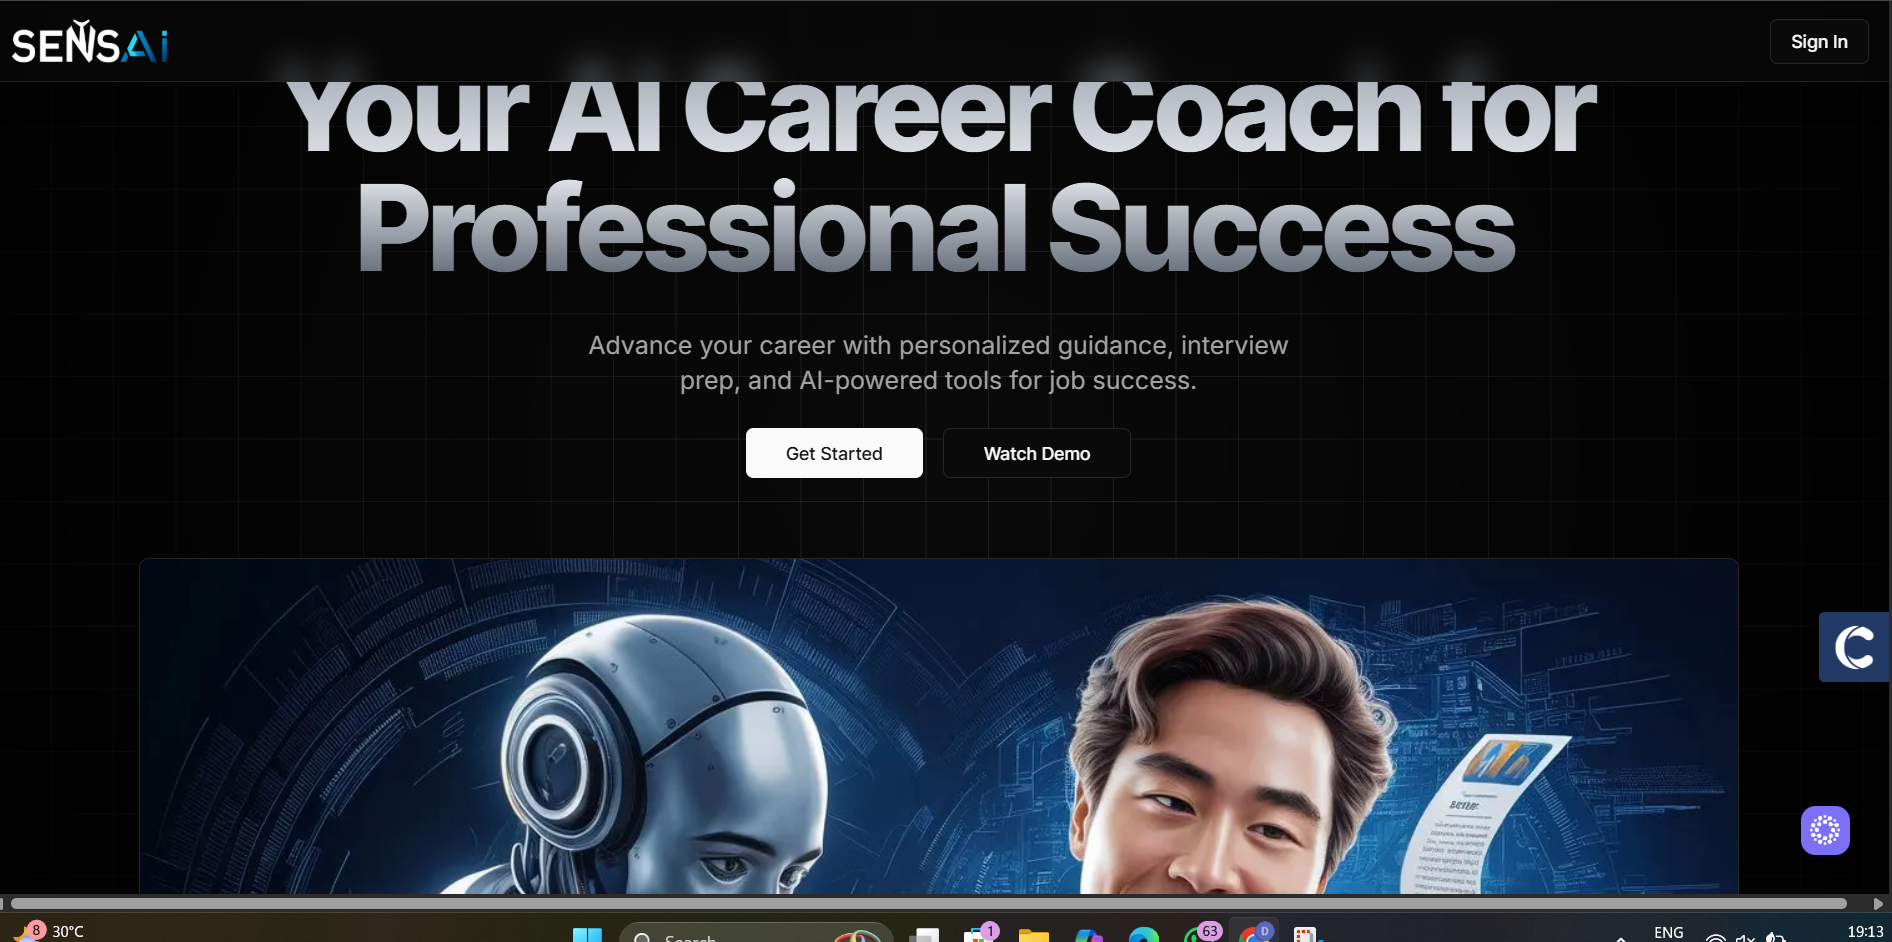 SENSAi
Sign In
Your AI Career Coach for
Professional Success
Advance your career with personalized guidance, interview
prep, and AI-powered tools for job success.
Get Started
Watch Demo
8
30°C
Search
1
63
D
ENG
19:13